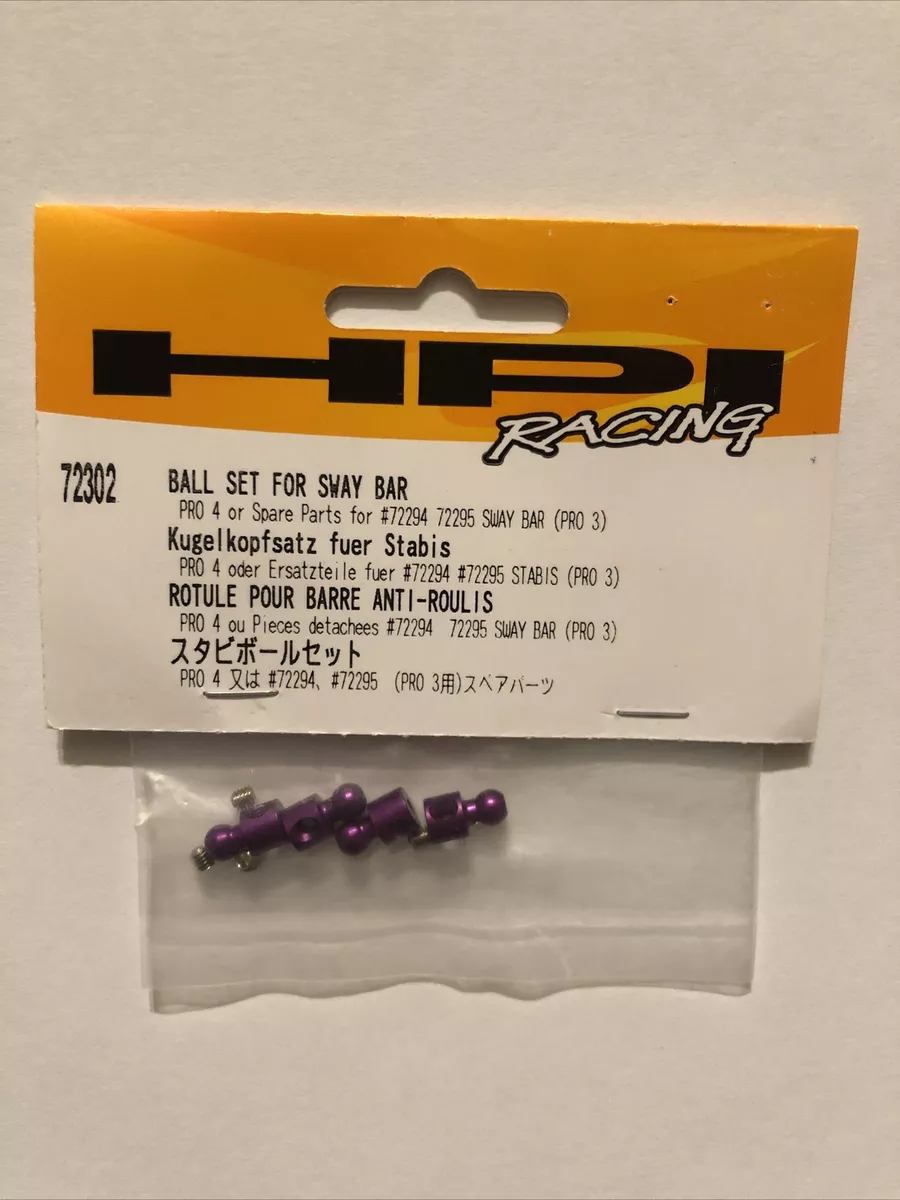 HPI
RACING
72302
BALL SET FOR SWAY BAR
PRO 4 or Spare Parts for #72294 72295 SWAY BAR (PRO 3)
Kugelkopfsatz fuer Stabis
PRO 4 oder Ersatzteile fuer #72294 #72295 STABIS (PRO 3)
ROTULE POUR BARRE ANTI-ROULIS
PRO 4 ou Pieces detachees #72294 72295 SWAY BAR (PRO 3)
スタビボールセット
PRO 4 又は #72294、#72295 (PRO 3用)スペアパーツ